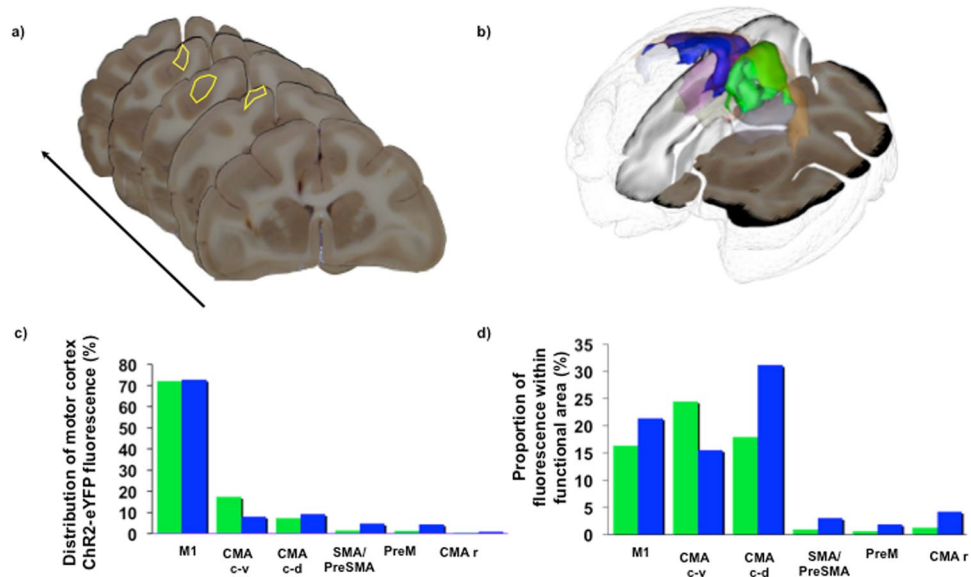 a)
b)
c)
Distribution of motor cortex
ChR2-eYFP fluorescence (%)
80
70
60
50
40
30
20
10
0
M1
CMA
c-v
CMA
c-d
SMA/
PreSMA
PreM
CMA r
d)
Proportion of
fluorescence within
functional area (%)
35
30
25
20
15
10
5
0
M1
CMA
c-v
CMA
c-d
SMA/
PreSMA
PreM
CMA r